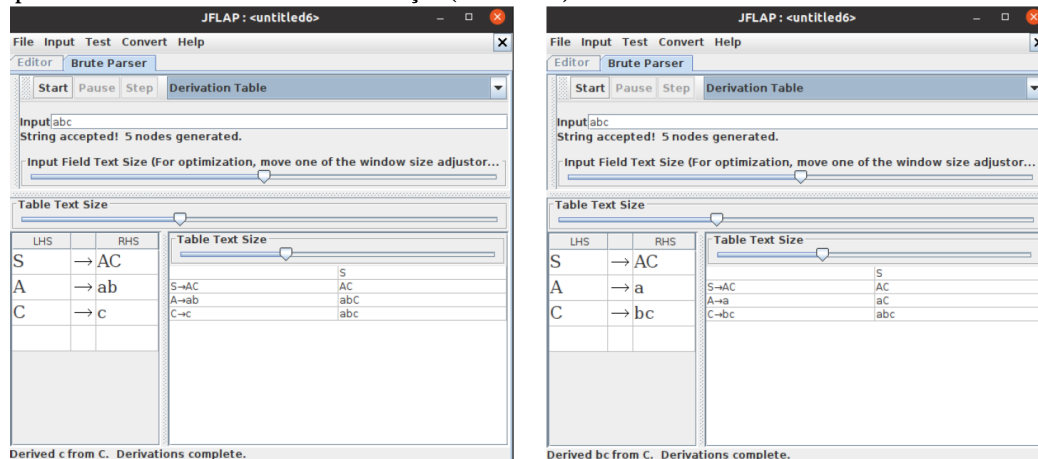 JFLAP : <untitled6>
File Input Test Convert Help
Editor Brute Parser
Start Pause Step Derivation Table
Input abc
String accepted! 5 nodes generated.
Input Field Text Size (For optimization, move one of the window size adjustor...
Table Text Size
LHS RHS
S → AC
A → ab
C → c
Table Text Size
S
S→AC AC
A→ab abC
C→c abc
Derived c from C. Derivations complete.
JFLAP : <untitled6>
File Input Test Convert Help
Editor Brute Parser
Start Pause Step Derivation Table
Input abc
String accepted! 5 nodes generated.
Input Field Text Size (For optimization, move one of the window size adjustor...
Table Text Size
LHS RHS
S → AC
A → a
C → bc
Table Text Size
S
S→AC AC
A→a aC
C→bc abc
Derived bc from C. Derivations complete.